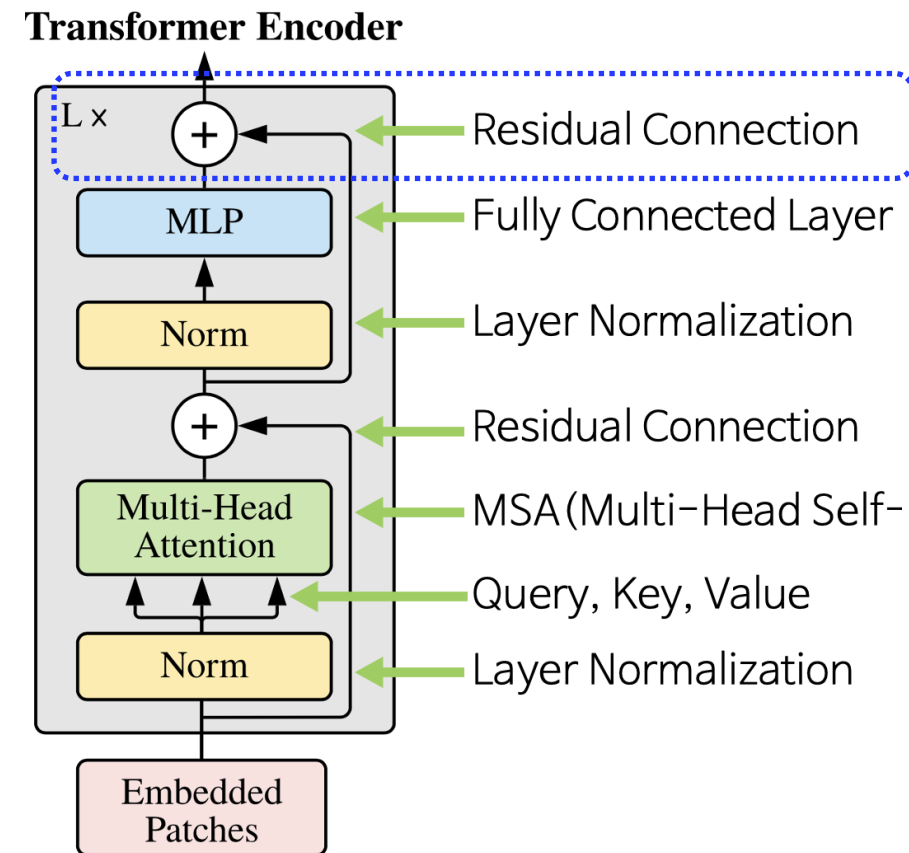 Transformer Encoder
L ×
+
Residual Connection
MLP
Fully Connected Layer
Norm
Layer Normalization
+
Residual Connection
Multi-Head
Attention
MSA(Multi-Head Self-
Query, Key, Value
Norm
Layer Normalization
Embedded
Patches